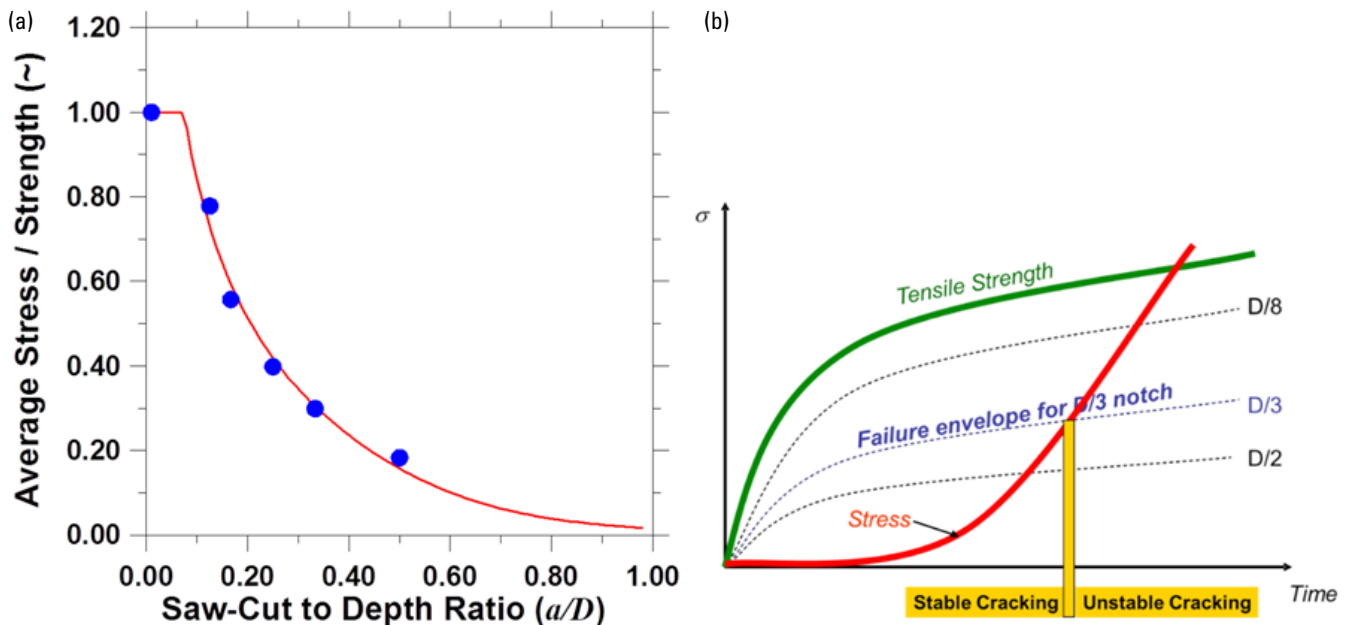 (a)
Average Stress / Strength (~)
1.20
1.00
0.80
0.60
0.40
0.20
0.00
0.00 0.20 0.40 0.60 0.80 1.00
Saw-Cut to Depth Ratio (a/D)
(b)
σ
Tensile Strength
D/8
Failure envelope for D/3 notch
D/3
D/2
Stress
Time
Stable Cracking Unstable Cracking